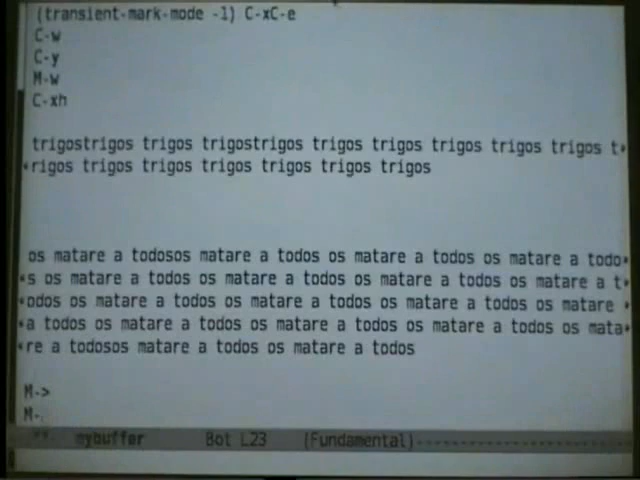 (transient-mark-mode -1) C-xC-e
C-w
C-y
M-w
C-xh
trigostrigos trigos trigostrigos trigos trigos trigos trigos trigos t
rigos trigos trigos trigos trigos trigos trigos
os matare a todosos matare a todos os matare a todos os matare a todo
s os matare a todos os matare a todos os matare a todos os matare a t
odos os matare a todos os matare a todos os matare a todos os matare
a todos os matare a todos os matare a todos os matare a todos os mata
re a todosos matare a todos os matare a todos
M->
M-
mybuffer Bot L23 (Fundamental)---------------